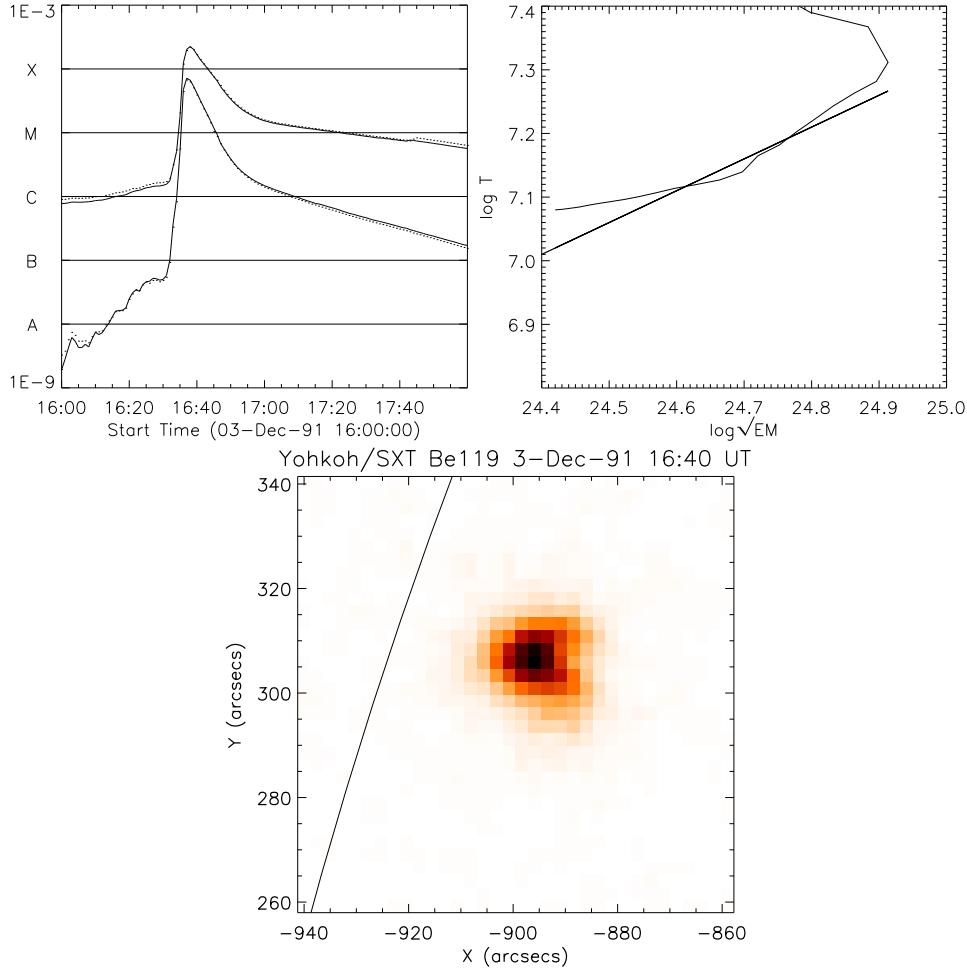 1E−3
X
M
C
B
A
1E−9
16:00 16:20 16:40 17:00 17:20 17:40
Start Time (03−Dec−91 16:00:00)
7.4
7.3
7.2
7.1
7.0
6.9
log T
24.4 24.5 24.6 24.7 24.8 24.9 25.0
log√EM
Yohkoh/SXT Be119 3−Dec−91 16:40 UT
340
320
300
280
260
Y (arcsecs)
−940 −920 −900 −880 −860
X (arcsecs)